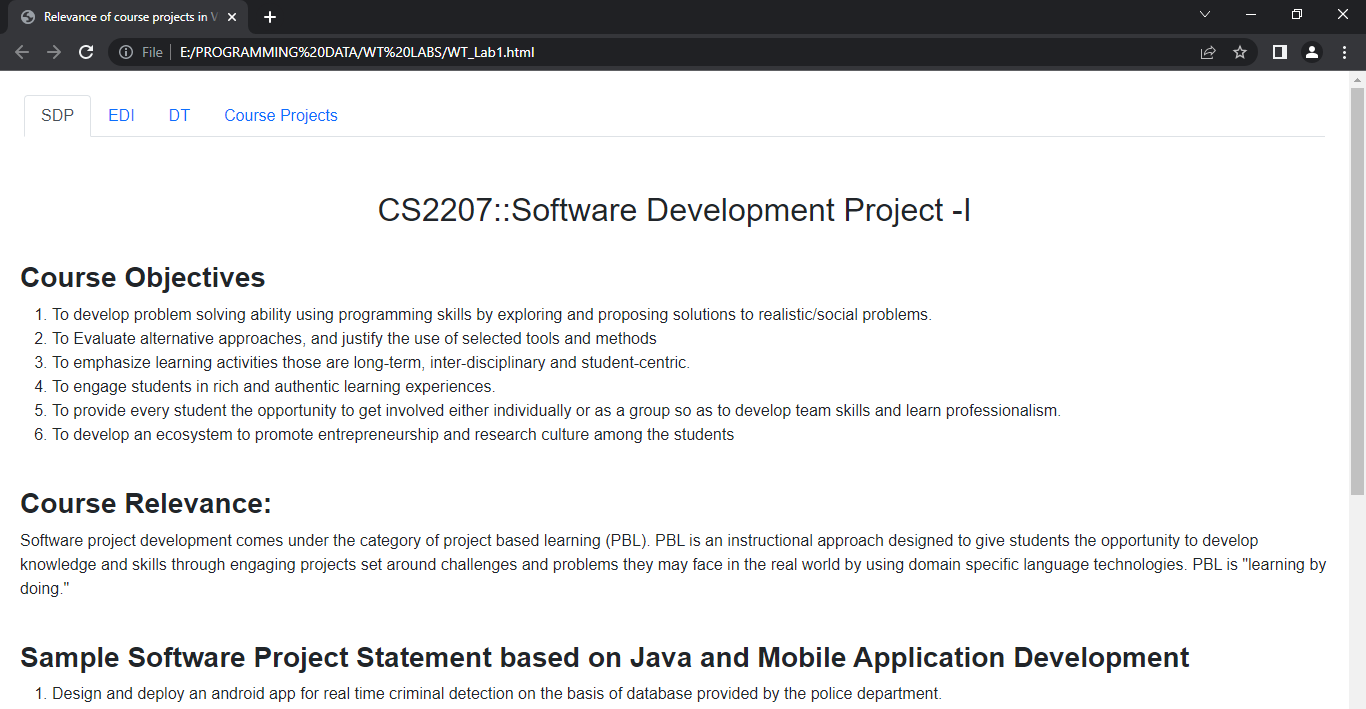 Relevance of course projects in V
File E:/PROGRAMMING%20DATA/WT%20LABS/WT_Lab1.html
SDP EDI DT Course Projects
CS2207::Software Development Project -I
Course Objectives
1. To develop problem solving ability using programming skills by exploring and proposing solutions to realistic/social problems.
2. To Evaluate alternative approaches, and justify the use of selected tools and methods
3. To emphasize learning activities those are long-term, inter-disciplinary and student-centric.
4. To engage students in rich and authentic learning experiences.
5. To provide every student the opportunity to get involved either individually or as a group so as to develop team skills and learn professionalism.
6. To develop an ecosystem to promote entrepreneurship and research culture among the students
Course Relevance:
Software project development comes under the category of project based learning (PBL). PBL is an instructional approach designed to give students the opportunity to develop
knowledge and skills through engaging projects set around challenges and problems they may face in the real world by using domain specific language technologies. PBL is "learning by
doing."
Sample Software Project Statement based on Java and Mobile Application Development
1. Design and deploy an android app for real time criminal detection on the basis of database provided by the police department.